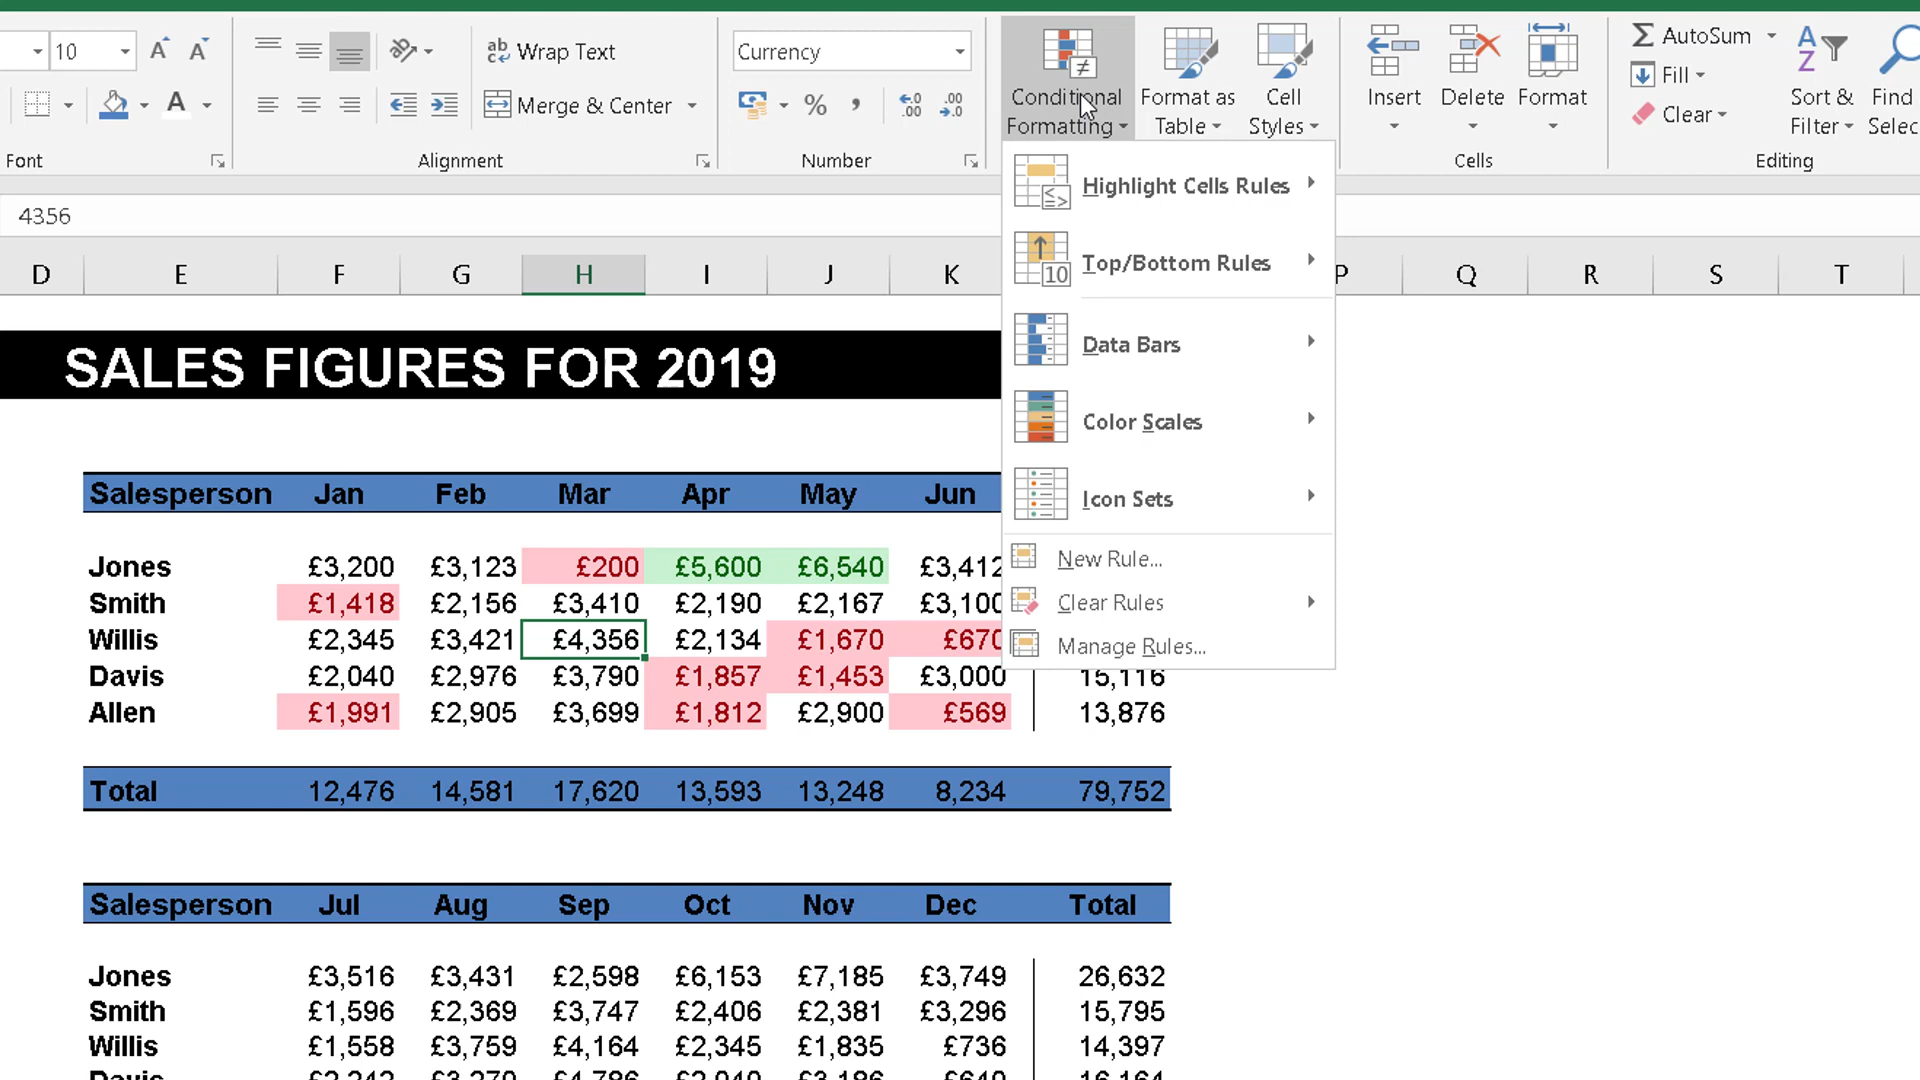 10
ab Wrap Text
Currency
AutoSum
Fill
Clear
Merge & Center
%
Conditional Formatting
Format as Table
Cell Styles
Insert
Delete
Format
Sort & Filter
Find
Selec
Font
Alignment
Number
Cells
Editing
4356
D E F G H I J K P Q R S T
Highlight Cells Rules
Top/Bottom Rules
Data Bars
Color Scales
Icon Sets
New Rule...
Clear Rules
Manage Rules...
SALES FIGURES FOR 2019
Salesperson Jan Feb Mar Apr May Jun
Jones £3,200 £3,123 £200 £5,600 £6,540 £3,412
Smith £1,418 £2,156 £3,410 £2,190 £2,167 £3,100
Willis £2,345 £3,421 £4,356 £2,134 £1,670 £670
Davis £2,040 £2,976 £3,790 £1,857 £1,453 £3,000 15,116
Allen £1,991 £2,905 £3,699 £1,812 £2,900 £569 13,876
Total 12,476 14,581 17,620 13,593 13,248 8,234 79,752
Salesperson Jul Aug Sep Oct Nov Dec Total
Jones £3,516 £3,431 £2,598 £6,153 £7,185 £3,749 26,632
Smith £1,596 £2,369 £3,747 £2,406 £2,381 £3,296 15,795
Willis £1,558 £3,759 £4,164 £2,345 £1,835 £736 14,397